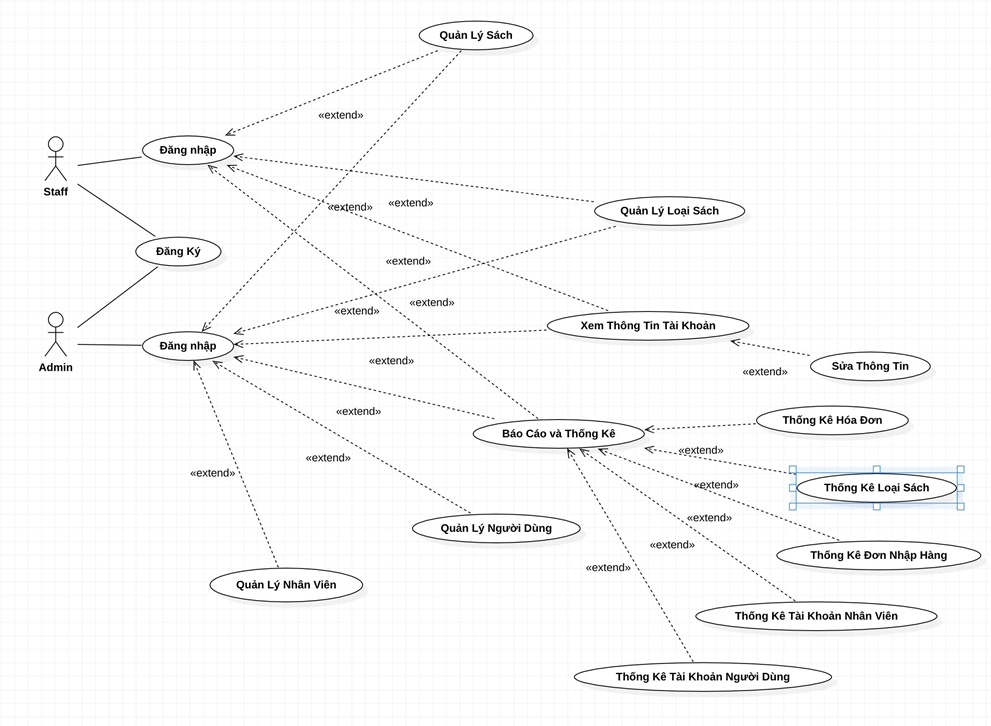 Quản Lý Sách
«extend»
Đăng nhập
Staff
«extend»
«extend»
Quản Lý Loại Sách
Đăng Ký
«extend»
«extend»
«extend»
Xem Thông Tin Tài Khoản
Đăng nhập
Admin
«extend»
Sửa Thông Tin
«extend»
«extend»
Thống Kê Hóa Đơn
Báo Cáo và Thống Kê
«extend»
«extend»
«extend»
«extend»
Thống Kê Loại Sách
«extend»
Quản Lý Người Dùng
«extend»
Thống Kê Đơn Nhập Hàng
«extend»
Quản Lý Nhân Viên
Thống Kê Tài Khoản Nhân Viên
Thống Kê Tài Khoản Người Dùng